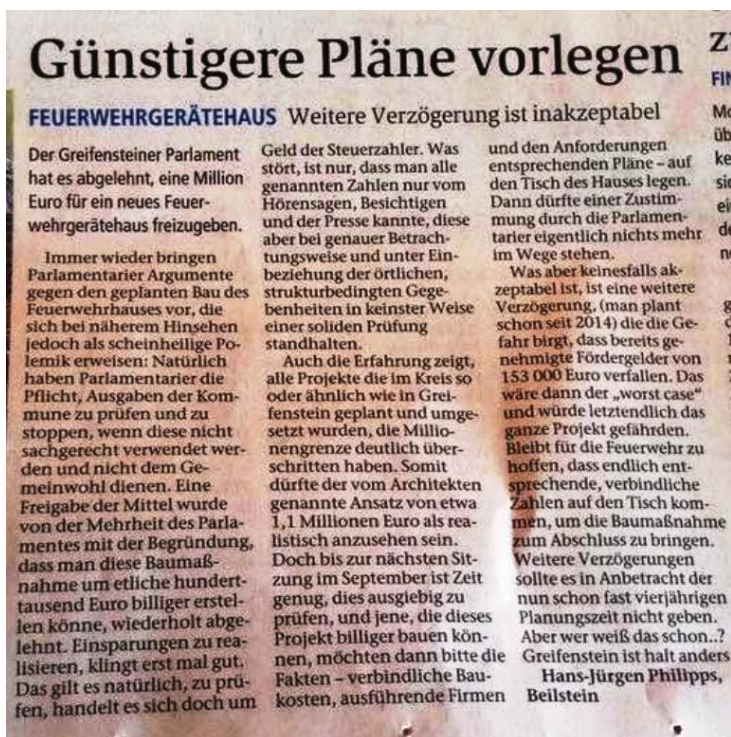 Günstigere Pläne vorlegen
FEUERWEHRGERÄTEHAUS Weitere Verzögerung ist inakzeptabel
Der Greifensteiner Parlament
hat es abgelehnt, eine Million
Euro für ein neues Feuer-
wehrgerätehaus freizugeben.
Immer wieder bringen
Parlamentarier Argumente
gegen den geplanten Bau des
Feuerwehrhauses vor, die
sich bei näherem Hinsehen
jedoch als scheinheilige Po-
lemik erweisen: Natürlich
haben Parlamentarier die
Pflicht, Ausgaben der Kom-
mune zu prüfen und zu
stoppen, wenn diese nicht
sachgerecht verwendet wer-
den und nicht dem Ge-
meinwohl dienen. Eine
Freigabe der Mittel wurde
von der Mehrheit des Parla-
mentes mit der Begründung,
dass man diese Baumaß-
nahme um etliche hundert-
tausend Euro billiger erstel-
len könne, wiederholt abge-
lehnt. Einsparungen zu rea-
lisieren, klingt erst mal gut.
Das gilt es natürlich, zu prü-
fen, handelt es sich doch um
Geld der Steuerzahler. Was
stört, ist nur, dass man alle
genannten Zahlen nur vom
Hörensagen, Besichtigen
und der Presse kannte, diese
aber bei genauer Betrach-
tungsweise und unter Ein-
beziehung der örtlichen,
strukturbedingten Gege-
benheiten in keinster Weise
einer soliden Prüfung
standhalten.
Auch die Erfahrung zeigt,
alle Projekte die im Kreis so
oder ähnlich wie in Grei-
fenstein geplant und umge-
setzt wurden, die Millio-
nengrenze deutlich über-
schritten haben. Somit
dürfte der vom Architekten
genannte Ansatz von etwa
1,1 Millionen Euro als rea-
listisch anzusehen sein.
Doch bis zur nächsten Sit-
zung im September ist Zeit
genug, dies ausgiebig zu
prüfen, und jene, die dieses
Projekt billiger bauen kön-
nen, möchten dann bitte die
Fakten – verbindliche Bau-
kosten, ausführende Firmen
und den Anforderungen
entsprechenden Pläne – auf
den Tisch des Hauses legen.
Dann dürfte einer Zustim-
mung durch die Parlamen-
tarier eigentlich nichts mehr
im Wege stehen.
Was aber keinesfalls ak-
zeptabel ist, ist eine weitere
Verzögerung, (man plant
schon seit 2014) die die Ge-
fahr birgt, dass bereits ge-
nehmigte Fördergelder von
153 000 Euro verfallen. Das
wäre dann der „worst case“
und würde letztendlich das
ganze Projekt gefährden.
Bleibt für die Feuerwehr zu
hoffen, dass endlich ent-
sprechende, verbindliche
Zahlen auf den Tisch kom-
men, um die Baumaßnahme
zum Abschluss zu bringen.
Weitere Verzögerungen
sollte es in Anbetracht der
nun schon fast vierjährigen
Planungszeit nicht geben.
Aber wer weiß das schon..?
Greifenstein ist halt anders
Hans-Jürgen Philipps,
Beilstein